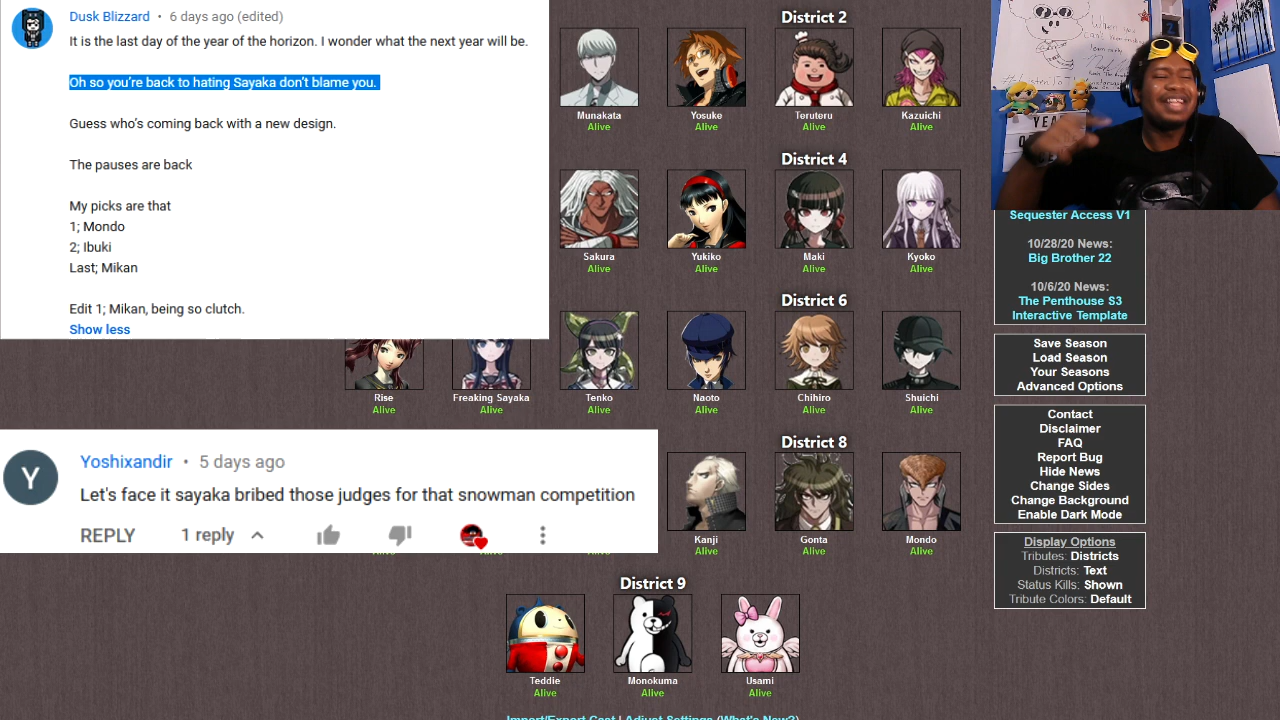 Dusk Blizzard • 6 days ago (edited)
It is the last day of the year of the horizon. I wonder what the next year will be.
Oh so you're back to hating Sayaka don't blame you.
Guess who's coming back with a new design.
The pauses are back
My picks are that
1; Mondo
2; Ibuki
Last; Mikan
Edit 1; Mikan, being so clutch.
Show less
District 2
Munakata
Alive
Yosuke
Alive
Teruteru
Alive
Kazuichi
Alive
District 4
Sakura
Alive
Yukiko
Alive
Maki
Alive
Kyoko
Alive
District 6
Rise
Alive
Freaking Sayaka
Alive
Tenko
Alive
Naoto
Alive
Chihiro
Alive
Shuichi
Alive
Y
Yoshixandir • 5 days ago
Let's face it sayaka bribed those judges for that snowman competition
REPLY 1 reply
District 8
Kanji
Alive
Gonta
Alive
Mondo
Alive
District 9
Teddie
Alive
Monokuma
Alive
Usami
Alive
Import/Export Cast | Adjust Settings (What's New?)
Sequester Access V1
10/28/20 News:
Big Brother 22
10/6/20 News:
The Penthouse S3
Interactive Template
Save Season
Load Season
Your Seasons
Advanced Options
Contact
Disclaimer
FAQ
Report Bug
Hide News
Change Sides
Change Background
Enable Dark Mode
Display Options
Tributes: Districts
Districts: Text
Status Kills: Shown
Tribute Colors: Default